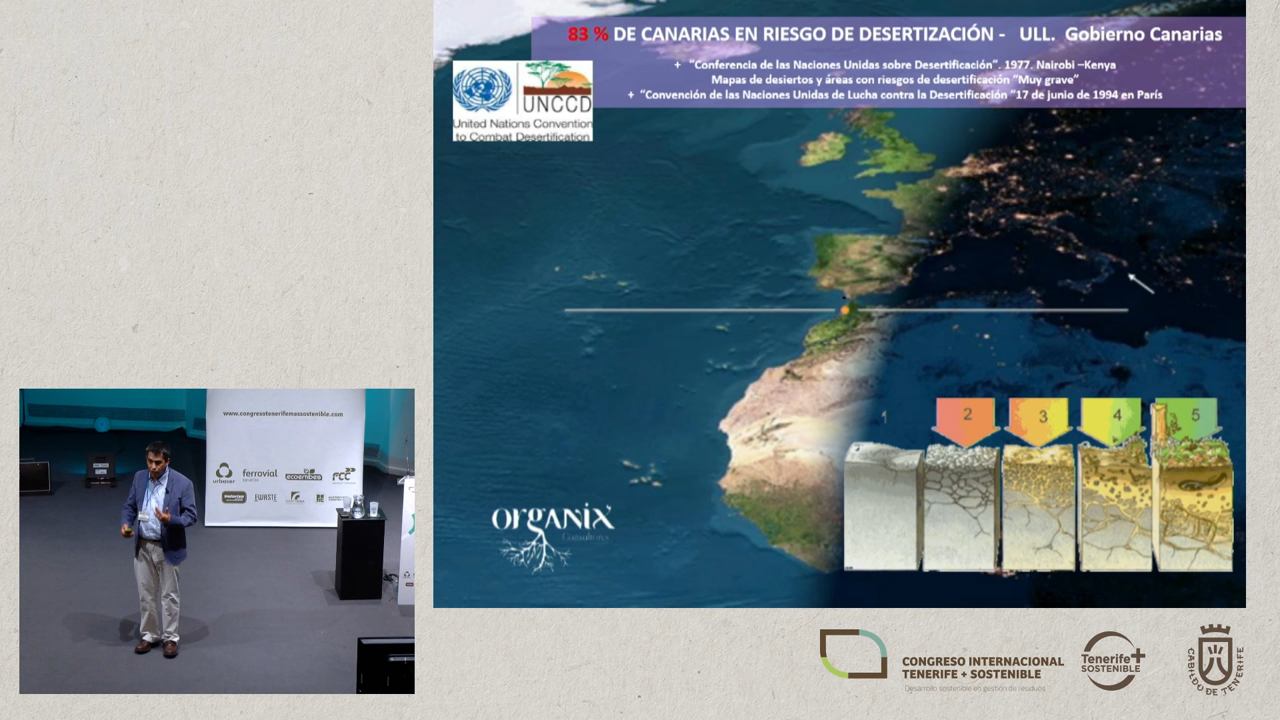 83 % DE CANARIAS EN RIESGO DE DESERTIZACIÓN - ULL. Gobierno Canarias
+ “Conferencia de las Naciones Unidas sobre Desertificación”. 1977. Nairobi –Kenya
Mapas de desiertos y áreas con riesgos de desertificación “Muy grave”
+ “Convención de las Naciones Unidas de Lucha contra la Desertificación “17 de junio de 1994 en París
UNCCD
United Nations Convention
to Combat Desertification
1 2 3 4 5
organix
Consultores
www.congresotenerifemassostenible.com
urbaser
ferrovial
servicios
ecoembes
fcc
Valoriza
EWASTE
CONGRESO INTERNACIONAL
TENERIFE + SOSTENIBLE
Desarrollo sostenible en gestión de residuos
Tenerife+
SOSTENIBLE
CABILDO DE TENERIFE